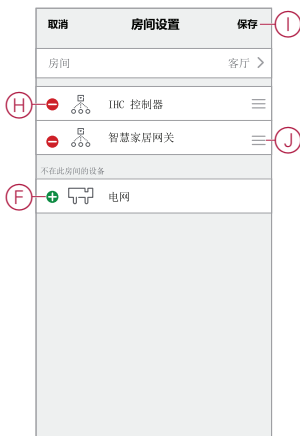 取消 房间设置 保存 I
房间 客厅
H IHC 控制器
智慧家居网关 J
不在此房间的设备
F 电网